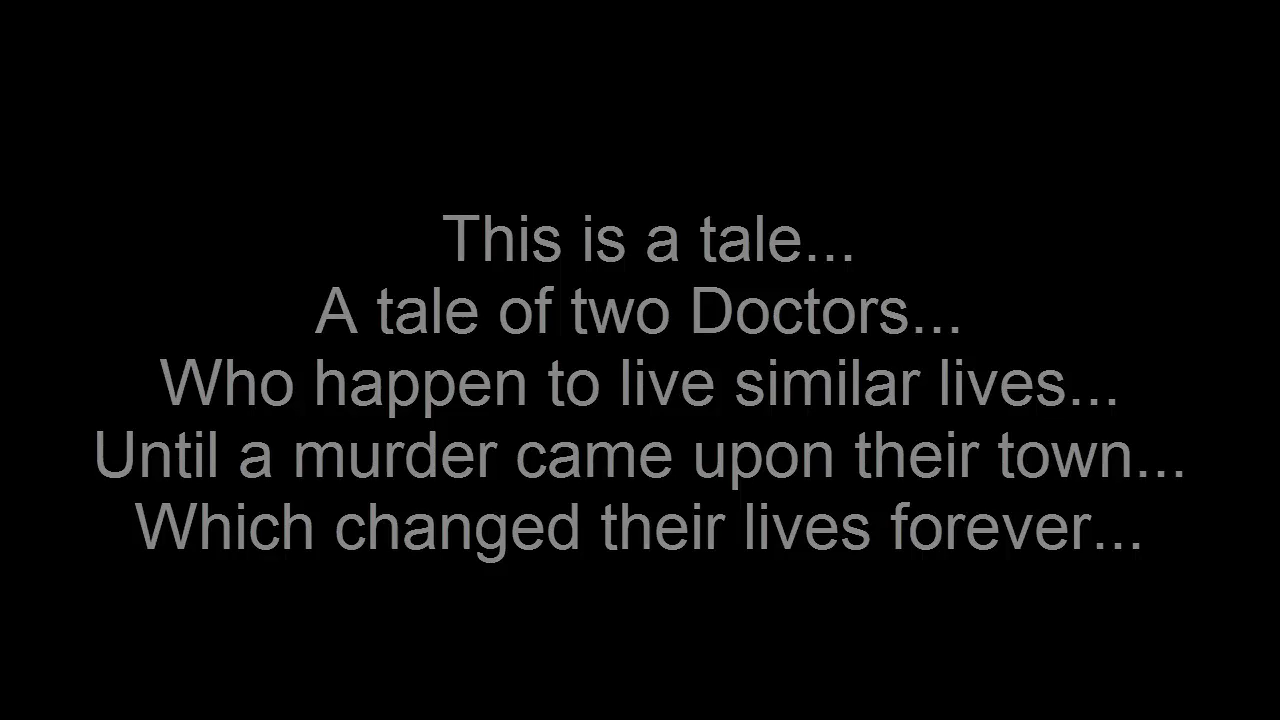 This is a tale...
A tale of two Doctors...
Who happen to live similar lives...
Until a murder came upon their town...
Which changed their lives forever...